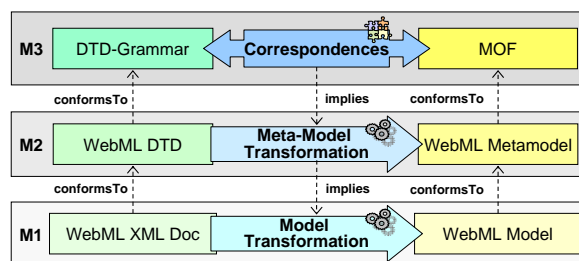 M3 DTD-Grammar Correspondences MOF
conformsTo implies conformsTo
M2 WebML DTD Meta-Model Transformation WebML Metamodel
conformsTo implies conformsTo
M1 WebML XML Doc Model Transformation WebML Model